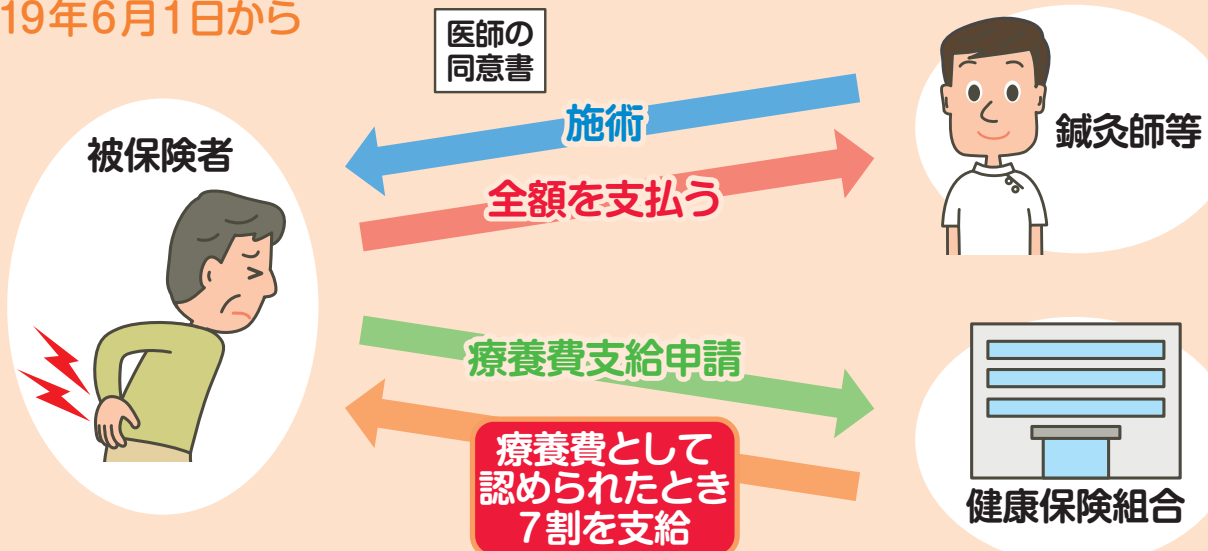 19年6月1日から
医師の
同意書
施術
被保険者
鍼灸師等
全額を支払う
療養費支給申請
療養費として
認められたとき
7割を支給
健康保険組合